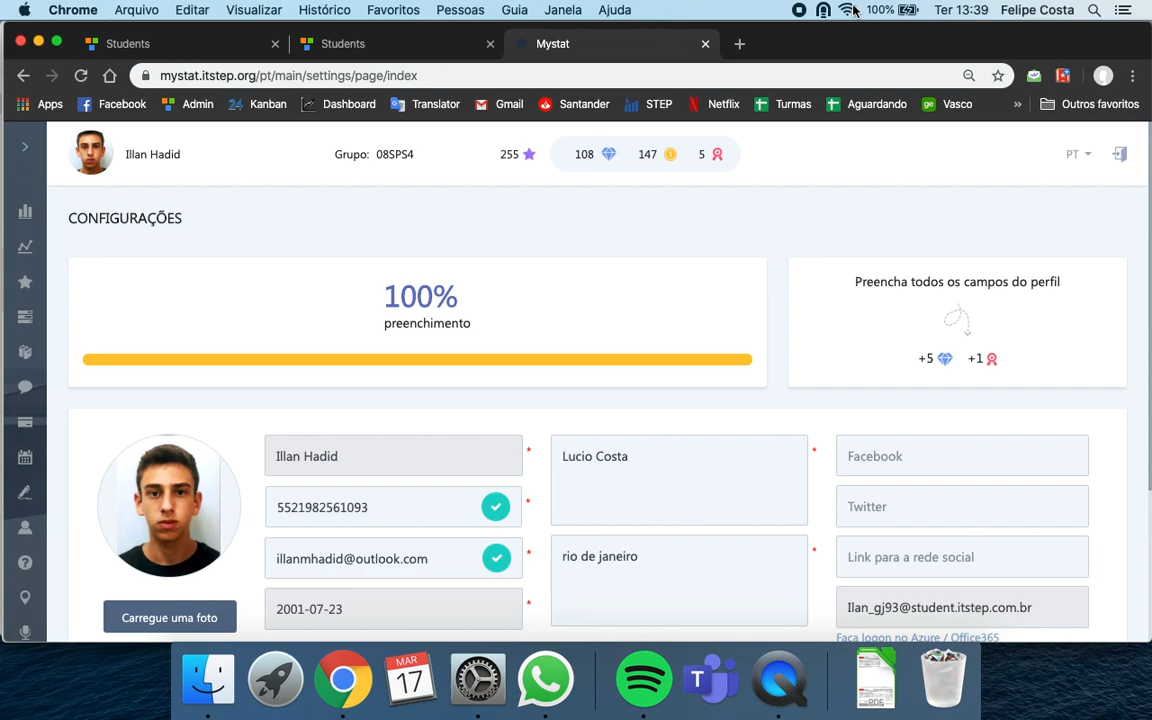 Chrome Arquivo Editar Visualizar Histórico Favoritos Pessoas Guia Janela Ajuda 100% Ter 13:39 Felipe Costa
Students Students Mystat
mystat.itstep.org/pt/main/settings/page/index
Apps Facebook Admin Kanban Dashboard Translator Gmail Santander STEP Netflix Turmas Aguardando Vasco » Outros favoritos
Illan Hadid Grupo: 08SPS4 255 108 147 5 PT
CONFIGURAÇÕES
100%
preenchimento
Preencha todos os campos do perfil
+5 +1
Illan Hadid * Lucio Costa * Facebook
5521982561093 * Twitter
illanmhadid@outlook.com * rio de janeiro * Link para a rede social
2001-07-23 * Ilan_gj93@student.itstep.com.br
Carregue uma foto
Faça logon no Azure / Office365
MAR
17
T
PDF